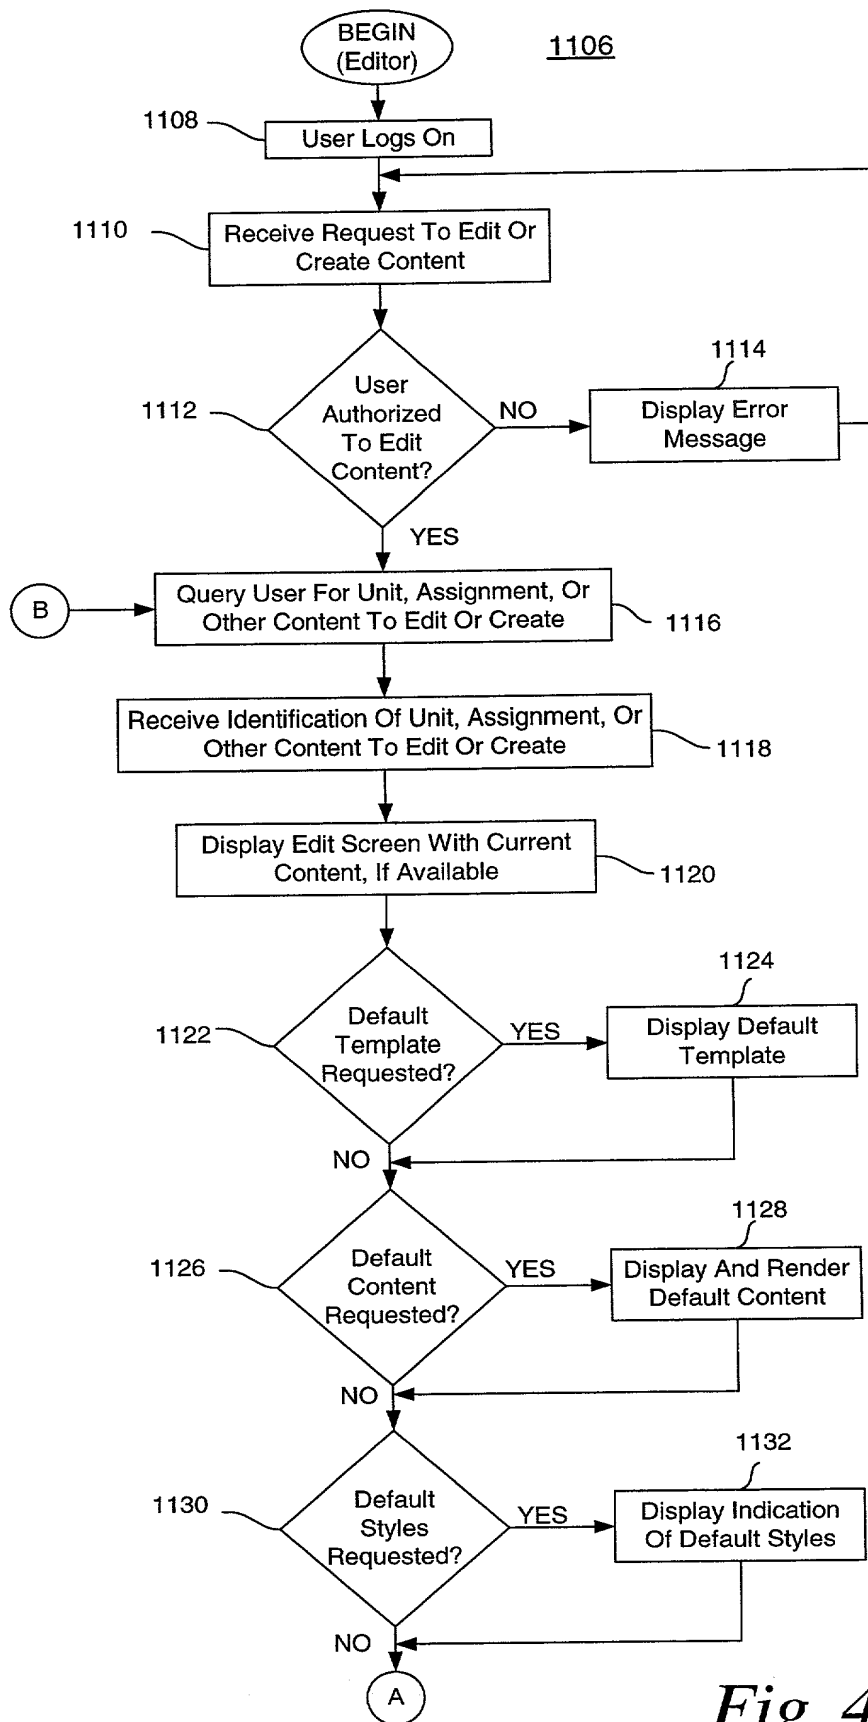 BEGIN
(Editor)
1106
1108
User Logs On
1110
Receive Request To Edit Or
Create Content
1112
User
Authorized
To Edit
Content?
NO
1114
Display Error
Message
YES
B
Query User For Unit, Assignment, Or
Other Content To Edit Or Create
1116
Receive Identification Of Unit, Assignment, Or
Other Content To Edit Or Create
1118
Display Edit Screen With Current
Content, If Available
1120
1122
Default
Template
Requested?
YES
1124
Display Default
Template
NO
1126
Default
Content
Requested?
YES
1128
Display And Render
Default Content
NO
1130
Default
Styles
Requested?
YES
1132
Display Indication
Of Default Styles
NO
A
Fig. 4